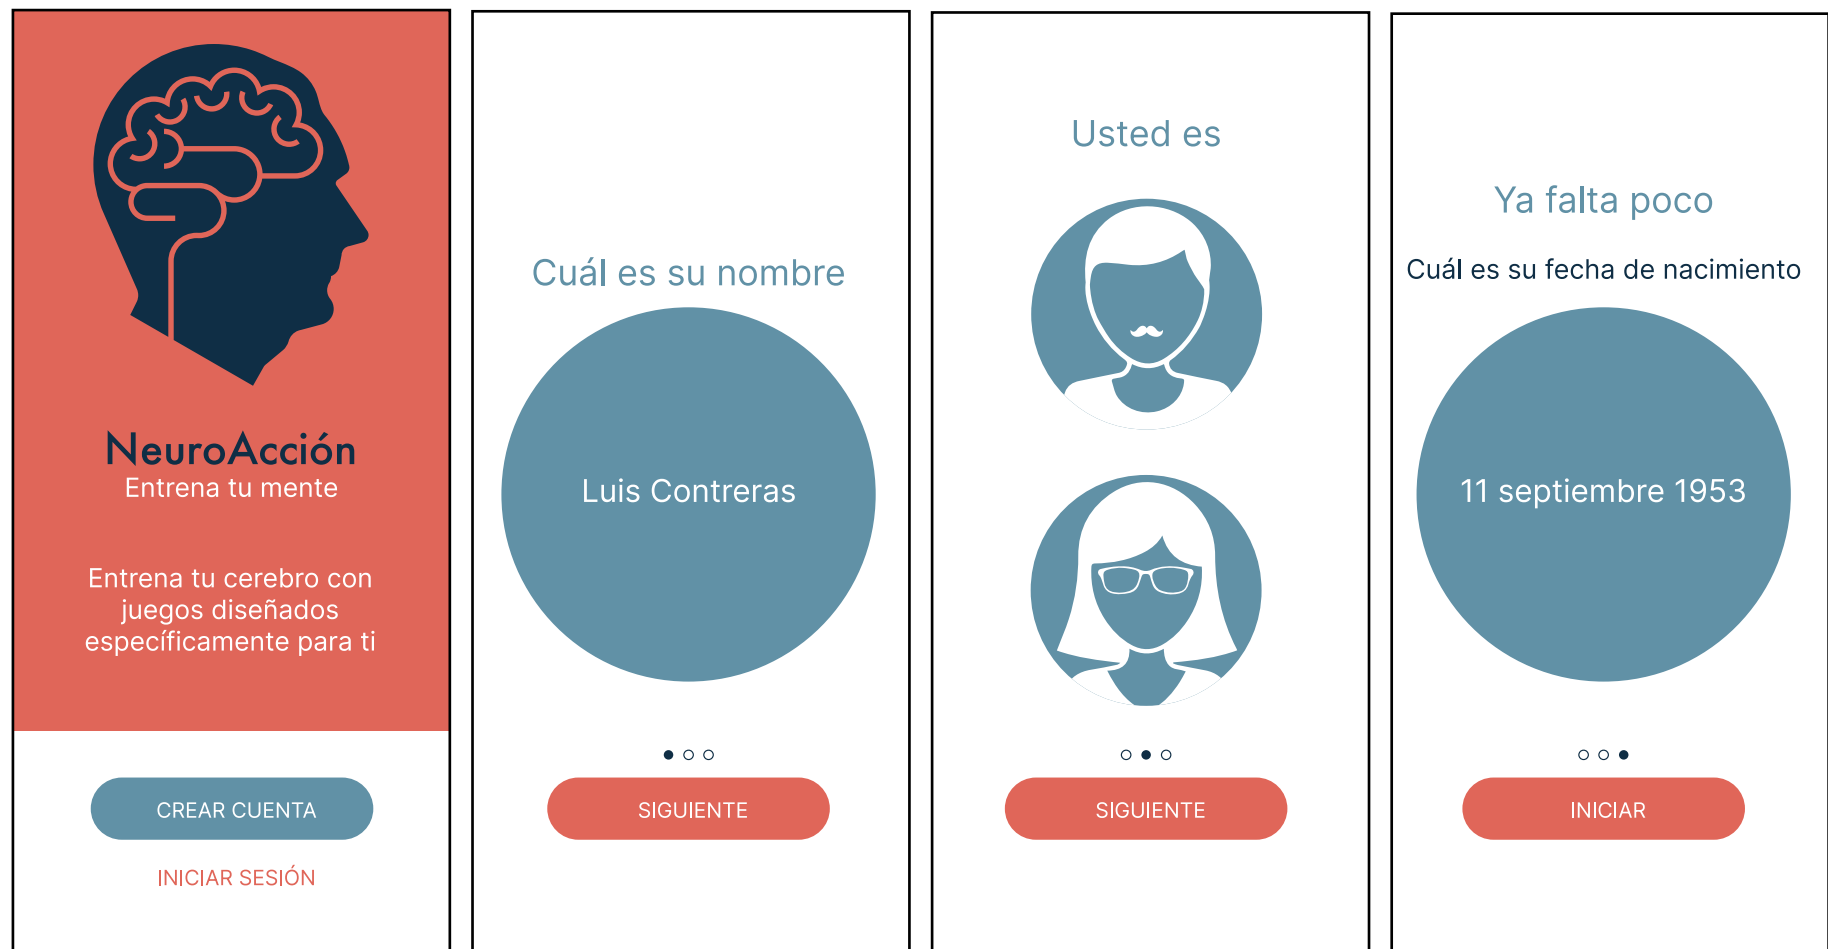 NeuroAcción
Entrena tu mente
Entrena tu cerebro con
juegos diseñados
específicamente para ti
CREAR CUENTA
INICIAR SESIÓN
Cuál es su nombre
Luis Contreras
SIGUIENTE
Usted es
SIGUIENTE
Ya falta poco
Cuál es su fecha de nacimiento
11 septiembre 1953
INICIAR